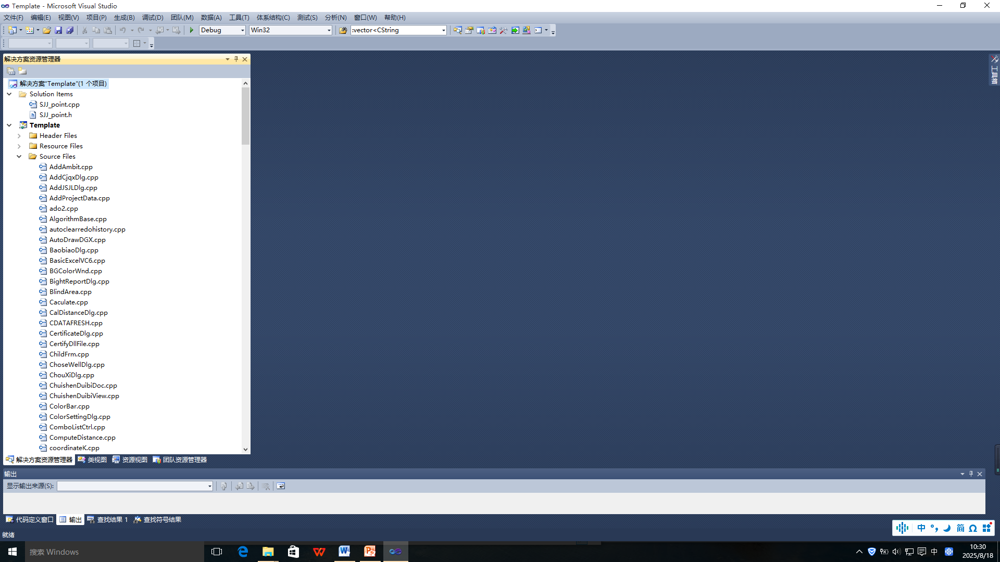 Template - Microsoft Visual Studio
文件(F) 编辑(E) 视图(V) 项目(P) 生成(B) 调试(D) 团队(M) 数据(A) 工具(T) 体系结构(C) 测试(S) 分析(N) 窗口(W) 帮助(H)
Debug Win32 :vector<CString
解决方案资源管理器
工具箱
解决方案"Template"(1 个项目)
Solution Items
SJJ_point.cpp
SJJ_point.h
Template
Header Files
Resource Files
Source Files
AddAmbit.cpp
AddCjqxDlg.cpp
AddJSJLDlg.cpp
AddProjectData.cpp
ado2.cpp
AlgorithmBase.cpp
autoclearredohistory.cpp
AutoDrawDGX.cpp
BaobiaoDlg.cpp
BasicExcelVC6.cpp
BGColorWnd.cpp
BightReportDlg.cpp
BlindArea.cpp
Caculate.cpp
CalDistanceDlg.cpp
CDATAFRESH.cpp
CertificateDlg.cpp
CertifyDllFile.cpp
ChildFrm.cpp
ChoseWellDlg.cpp
ChouXiDlg.cpp
ChuishenDuibiDoc.cpp
ChuishenDuibiView.cpp
ColorBar.cpp
ColorSettingDlg.cpp
ComboListCtrl.cpp
ComputeDistance.cpp
coordinateK.cpp
解决方案资源管理器 类视图 资源视图 团队资源管理器
输出
显示输出来源(S):
代码定义窗口 输出 查找结果 1 查找符号结果
中 简
就绪
搜索 Windows
中
10:30
2025/8/18